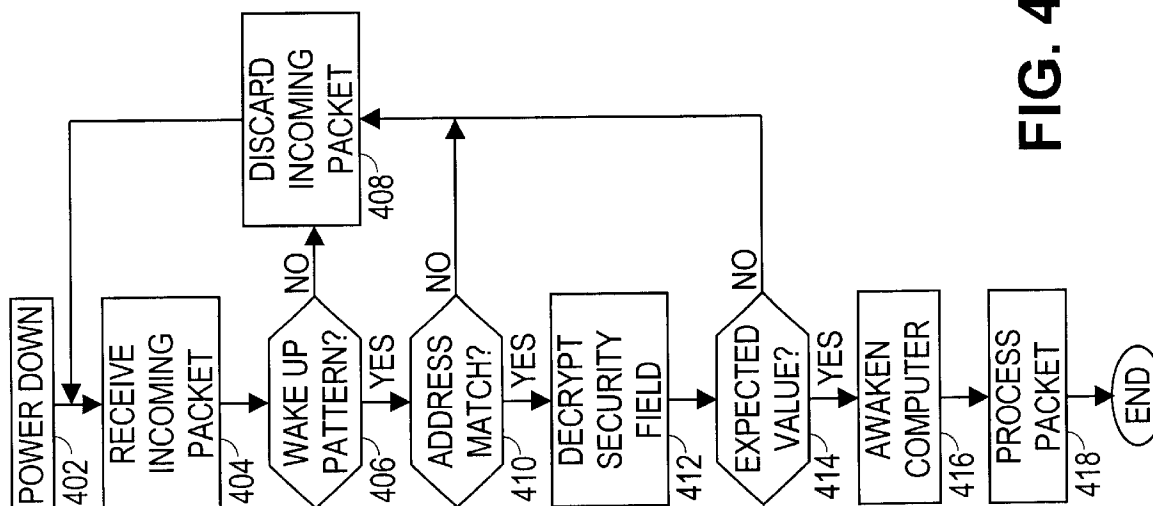 POWER DOWN
402
RECEIVE
INCOMING
PACKET
404
WAKE UP
PATTERN?
406
NO
YES
DISCARD
INCOMING
PACKET
408
ADDRESS
MATCH?
410
NO
YES
DECRYPT
SECURITY
FIELD
412
EXPECTED
VALUE?
414
NO
YES
AWAKEN
COMPUTER
416
PROCESS
PACKET
418
END
FIG. 4